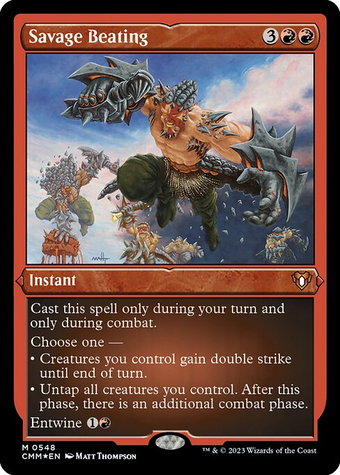 Savage Beating 3
Instant
Cast this spell only during your turn and
only during combat.
Choose one —
• Creatures you control gain double strike
until end of turn.
• Untap all creatures you control. After this
phase, there is an additional combat phase.
Entwine 1
M 0548
CMM★EN Matt Thompson
™ & © 2023 Wizards of the Coast